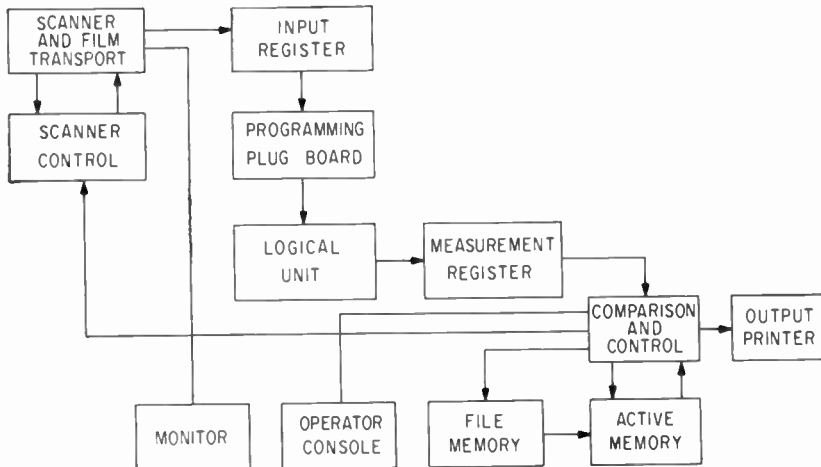 SCANNER
AND FILM
TRANSPORT
INPUT
REGISTER
SCANNER
CONTROL
PROGRAMMING
PLUG BOARD
LOGICAL
UNIT
MEASUREMENT
REGISTER
COMPARISON
AND
CONTROL
OUTPUT
PRINTER
MONITOR
OPERATOR
CONSOLE
FILE
MEMORY
ACTIVE
MEMORY